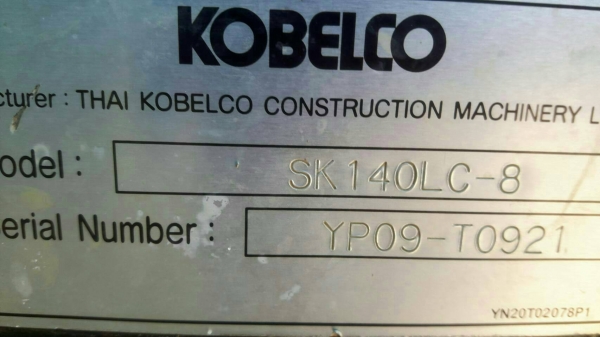 KOBELCO
cturer : THAI KOBELCO CONSTRUCTION MACHINERY L
odel : SK140LC-8
erial Number : YP09-T0921
YN20T02078P1